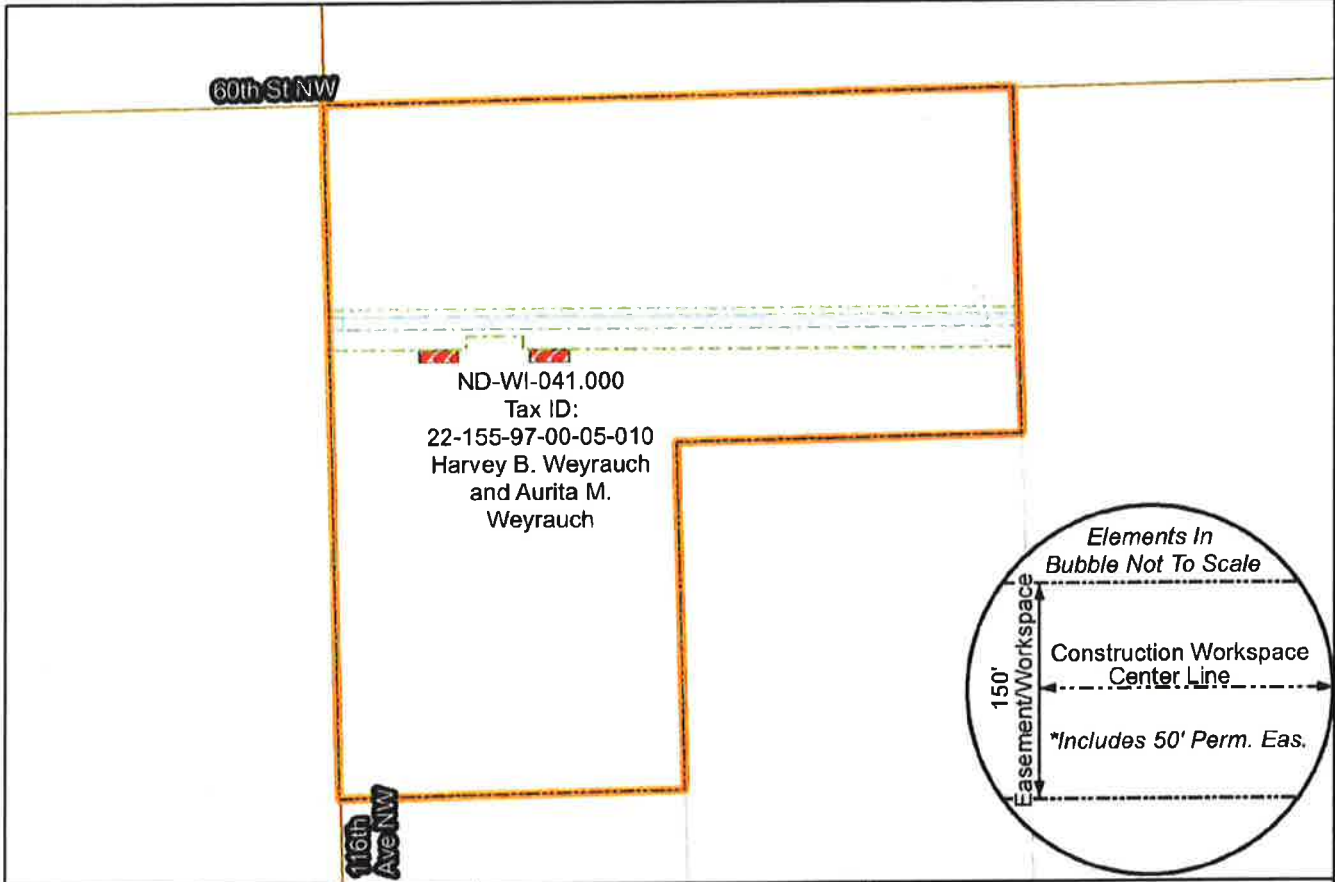 60th St NW
ND-WI-041.000
Tax ID:
22-155-97-00-05-010
Harvey B. Weyrauch
and Aurita M.
Weyrauch
116th
Ave NW
Elements In
Bubble Not To Scale
150'
Easement/Workspace
Construction Workspace
Center Line
*Includes 50' Perm. Eas.